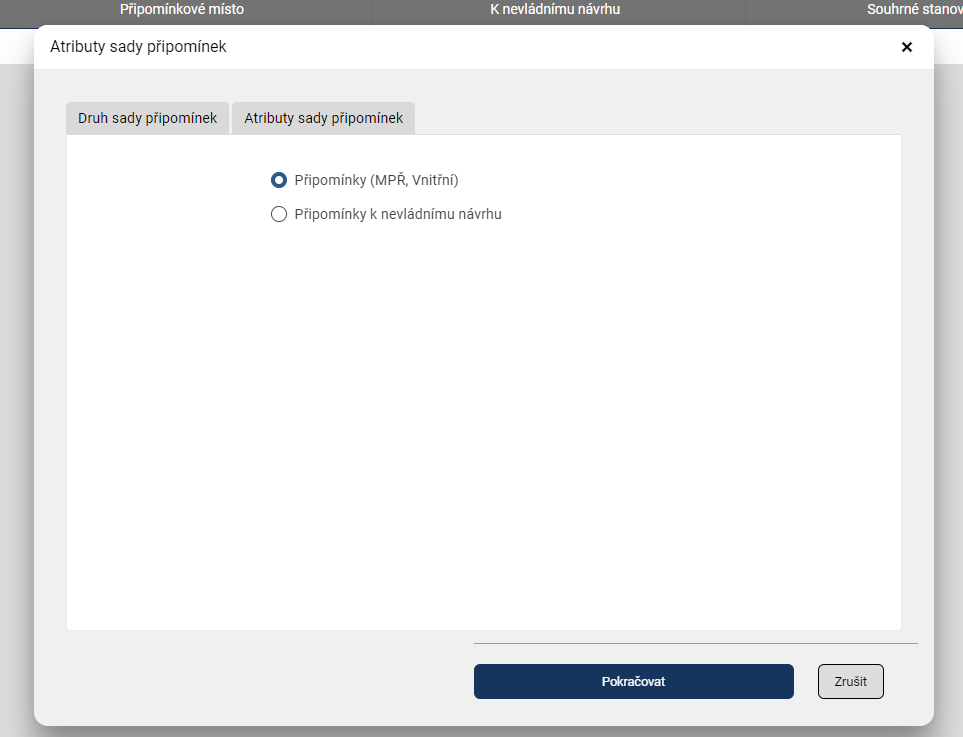 Připomínkové místo
K nevládnímu návrhu
Souhrné stanov
Atributy sady připomínek
Druh sady připomínek
Atributy sady připomínek
Připomínky (MPŘ, Vnitřní)
Připomínky k nevládnímu návrhu
Pokračovat
Zrušit